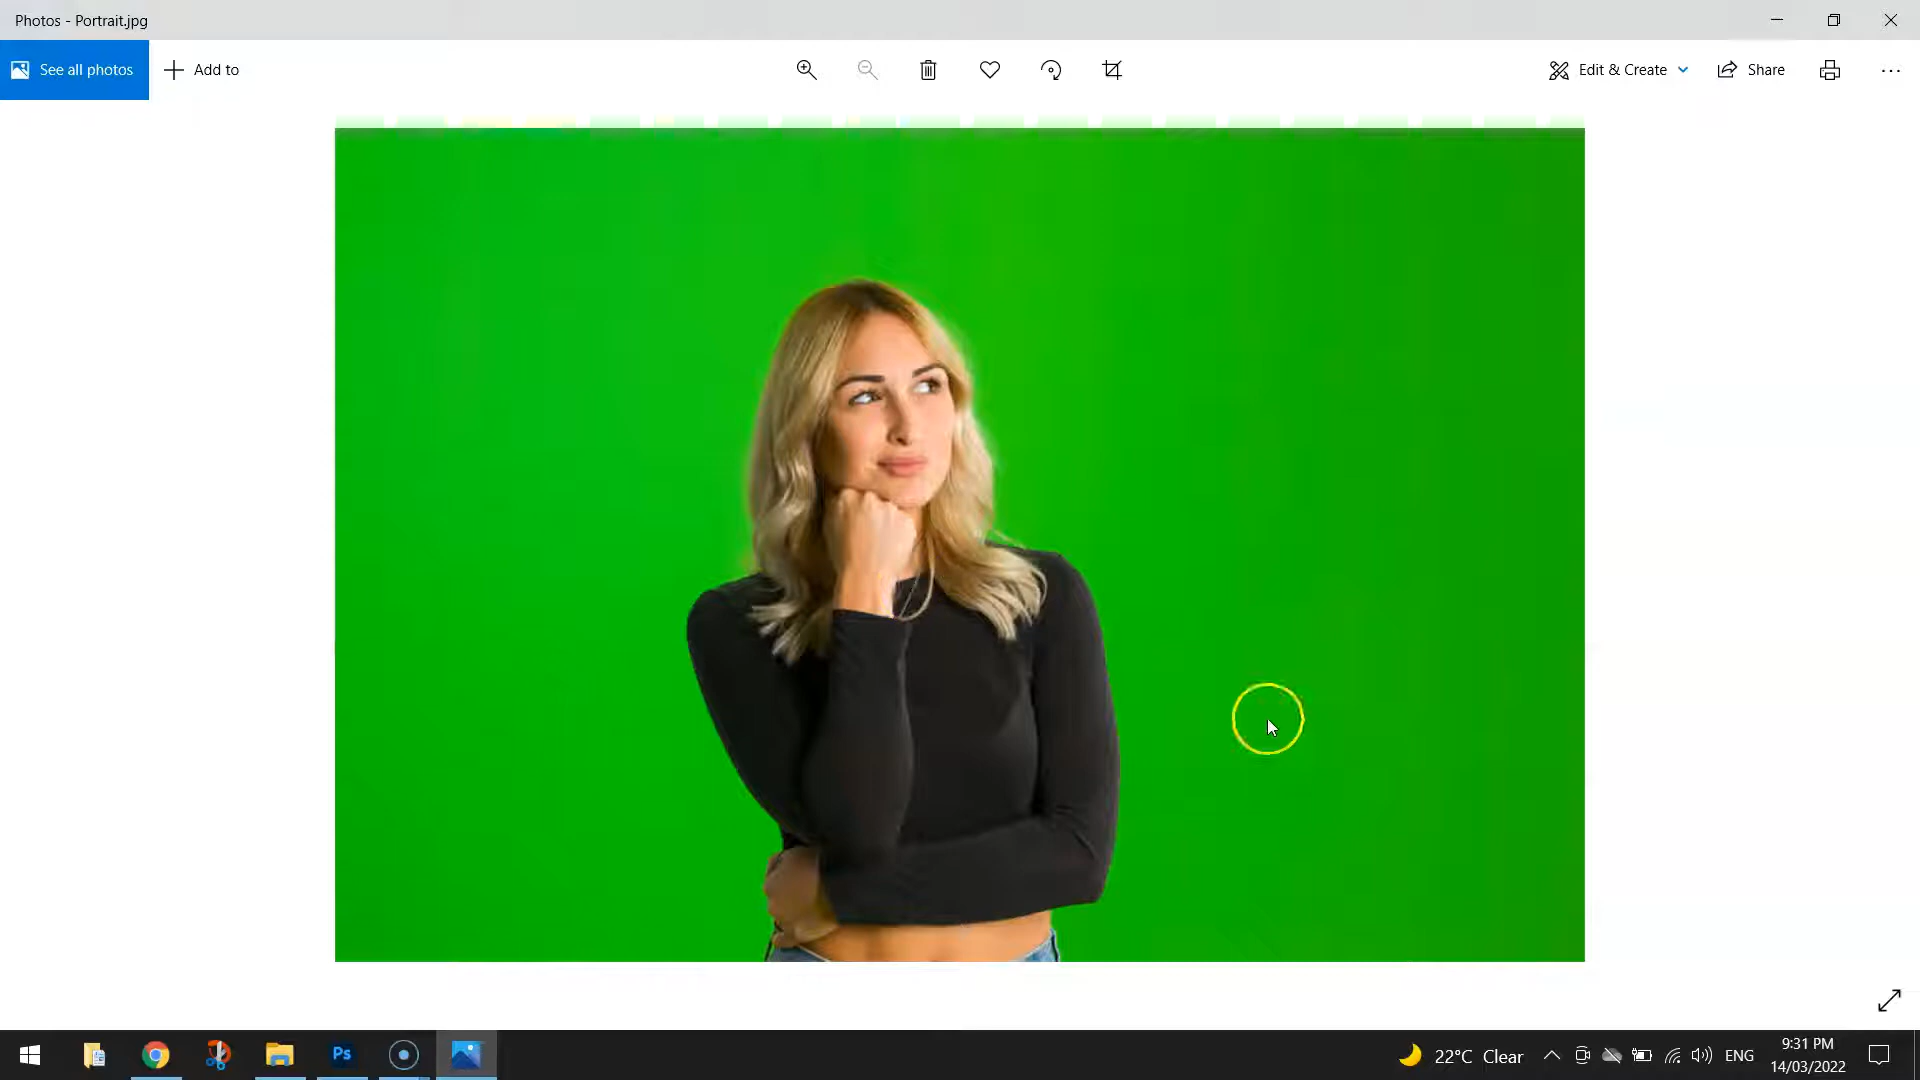 Photos - Portrait.jpg
See all photos
Add to
Edit & Create
Share
Ps
22°C Clear
ENG
9:31 PM
14/03/2022